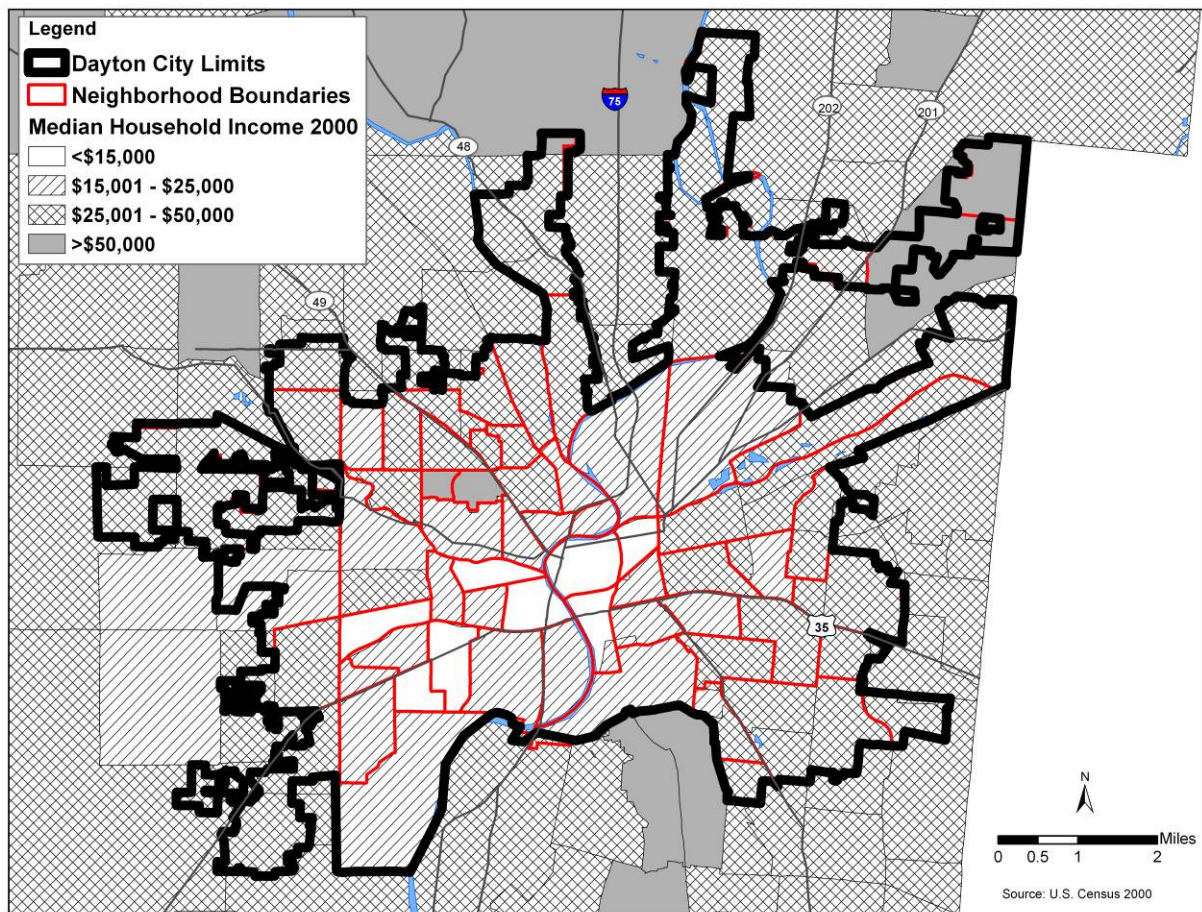 Legend
Dayton City Limits
Neighborhood Boundaries
Median Household Income 2000
<$15,000
$15,001 - $25,000
$25,001 - $50,000
>$50,000
75
202
201
48
49
35
N
Miles
0 0.5 1 2
Source: U.S. Census 2000